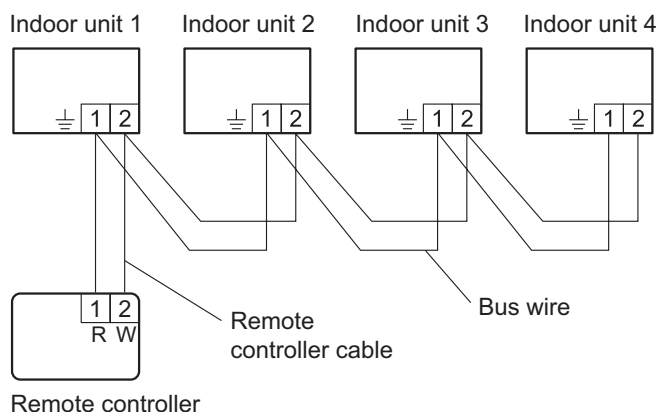 Indoor unit 1 Indoor unit 2 Indoor unit 3 Indoor unit 4
1 2 1 2 1 2 1 2
1 2
R W
Remote
controller cable
Bus wire
Remote controller